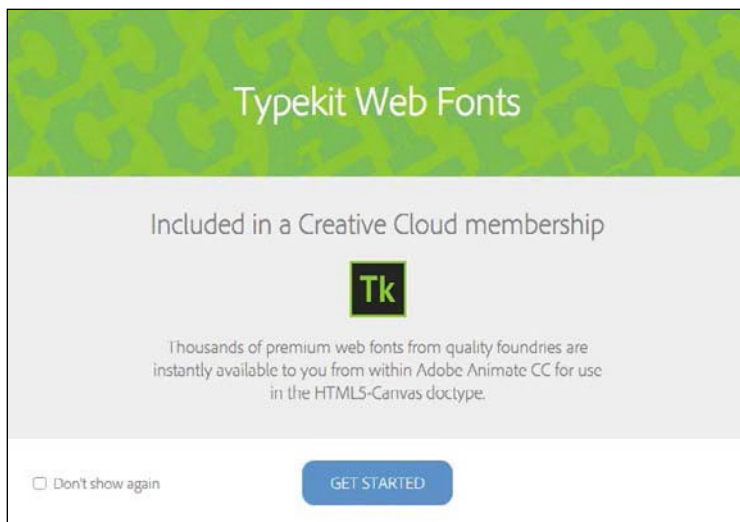 Typekit Web Fonts
Included in a Creative Cloud membership
Tk
Thousands of premium web fonts from quality foundries are
instantly available to you from within Adobe Animate CC for use
in the HTML5-Canvas doctype.
Don't show again
GET STARTED